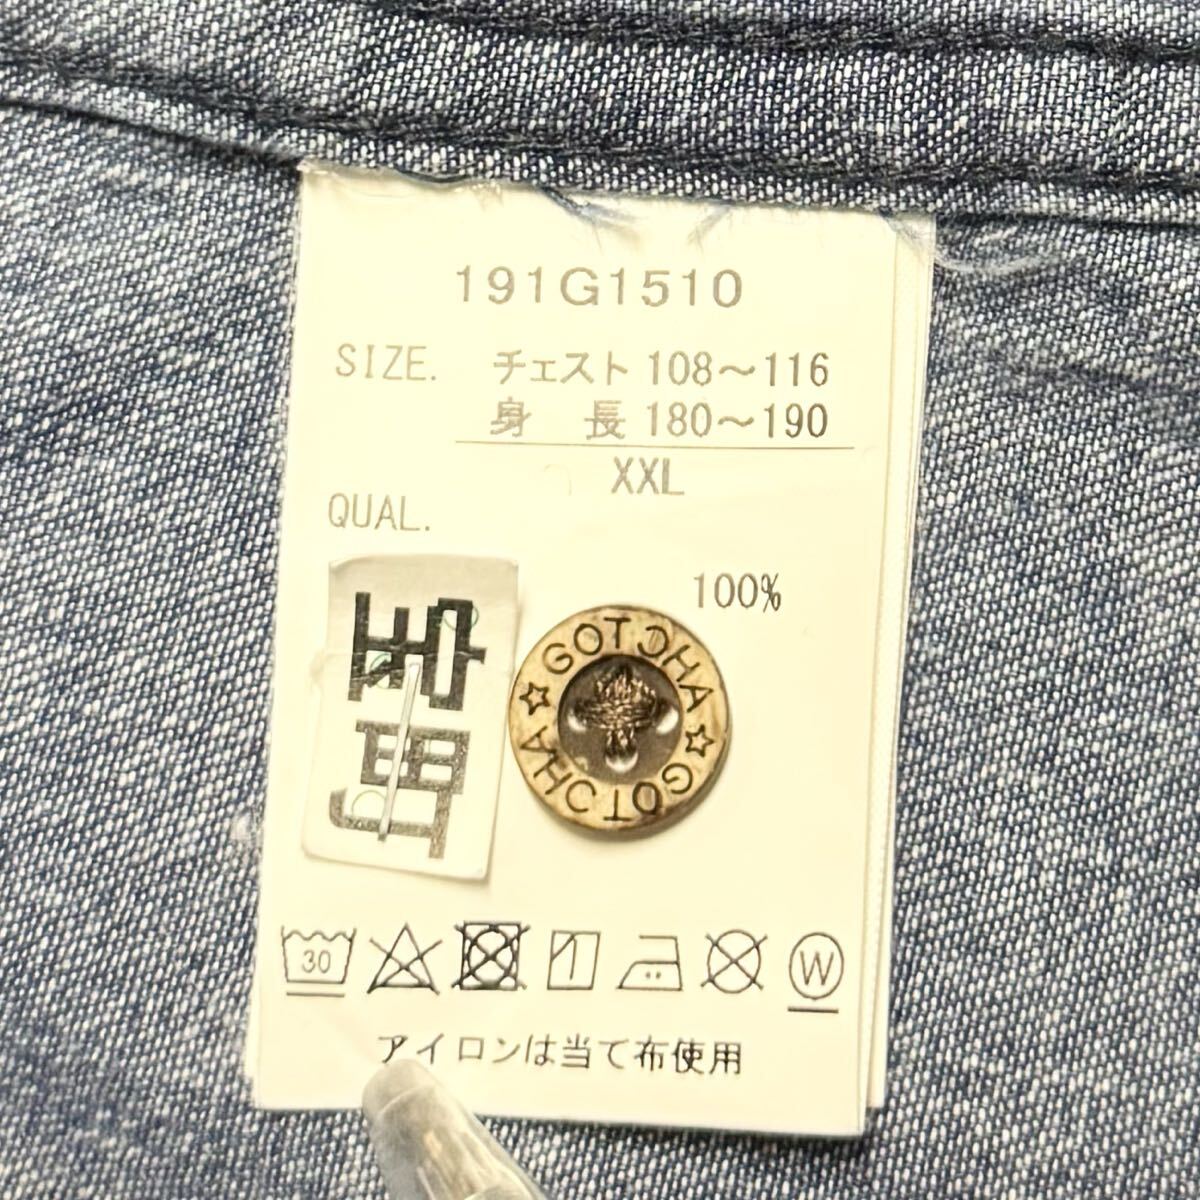 191G1510
SIZE. チェスト 108～116
身 長 180～190
XXL
QUAL.
100%
GOTCHA☆GOTCHA☆
30
W
アイロンは当て布使用